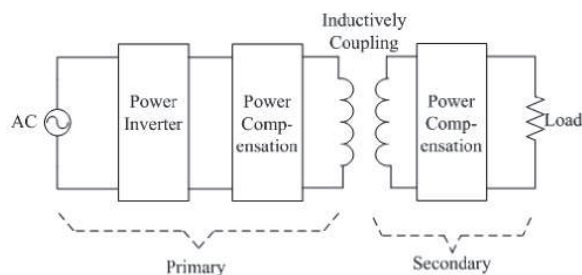 Inductively
Coupling
AC
Power
Inverter
Power
Comp-
ensation
Power
Comp-
ensation
Load
Primary
Secondary